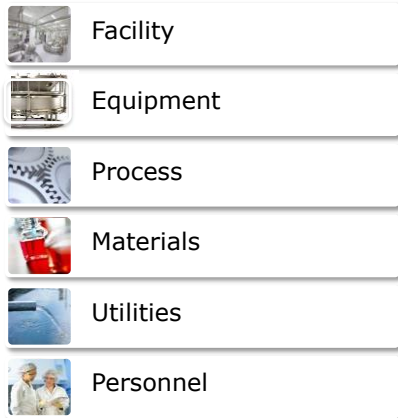 Facility
Equipment
Process
Materials
Utilities
Personnel